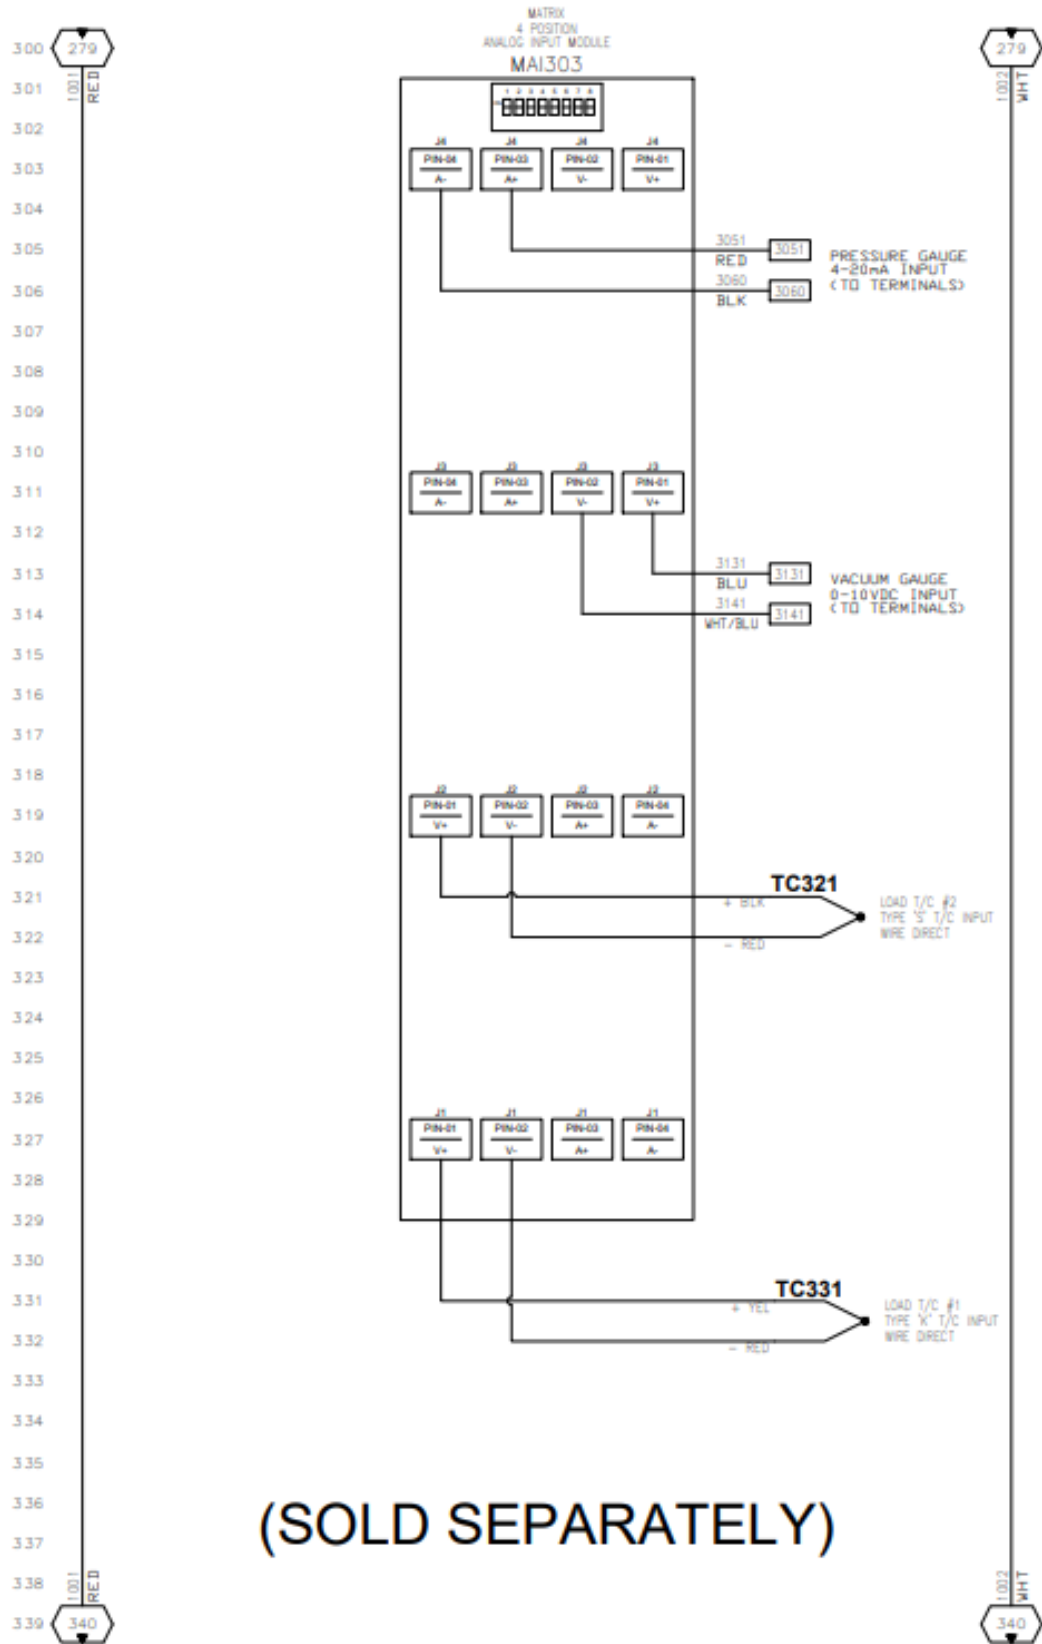 MATRIX
4 POSITION
ANALOG INPUT MODULE
MAI303
300 279 279
1001 RED
1002 WHT
301
1 2 3 4 5 6 7 8
302
J4 J4 J4 J4
303 PIN-04 PIN-03 PIN-02 PIN-01
A- A+ V- V+
304
305 3051 3051 PRESSURE GAUGE
RED 4-20mA INPUT
306 3060 3060 (TO TERMINALS)
BLK
307
308
309
310
J3 J3 J3 J3
311 PIN-04 PIN-03 PIN-02 PIN-01
A- A+ V- V+
312
313 3131 3131 VACUUM GAUGE
BLU 0-10VDC INPUT
314 3141 3141 (TO TERMINALS)
WHT/BLU
315
316
317
318
J2 J2 J2 J2
319 PIN-01 PIN-02 PIN-03 PIN-04
V+ V- A+ A-
320
TC321
321 + BLK LOAD T/C #2
TYPE 'S' T/C INPUT
322 - RED WIRE DIRECT
323
324
325
326
J1 J1 J1 J1
327 PIN-01 PIN-02 PIN-03 PIN-04
V+ V- A+ A-
328
329
330
TC331
331 + YEL LOAD T/C #1
TYPE 'K' T/C INPUT
332 - RED WIRE DIRECT
333
334
335
336
(SOLD SEPARATELY)
337
338 1001 RED
1002 WHT
339 340 340